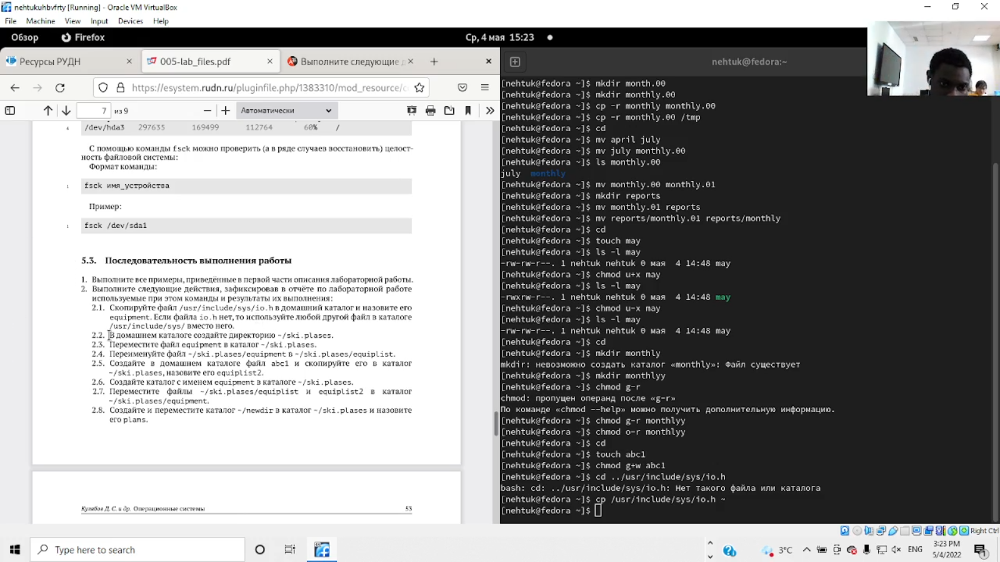 nehtukuhbvfrty [Running] - Oracle VM VirtualBox
File Machine View Input Devices Help
Обзор Firefox Ср, 4 мая 15:23
Ресурсы РУДН 005-lab_files.pdf Выполните следующие
nehtuk@fedora:~
https://esystem.rudn.ru/pluginfile.php/1383310/mod_resource/
7 из 9 Автоматически
4 /dev/hda3 297635 169499 112764 60% /
С помощью команды fsck можно проверить (а в ряде случаев восстановить) целост-
ность файловой системы:
Формат команды:
1 fsck имя_устройства
Пример:
1 fsck /dev/sda1
5.3. Последовательность выполнения работы
1. Выполните все примеры, приведённые в первой части описания лабораторной работы.
2. Выполните следующие действия, зафиксировав в отчёте по лабораторной работе
используемые при этом команды и результаты их выполнения:
2.1. Скопируйте файл /usr/include/sys/io.h в домашний каталог и назовите его
equipment. Если файла io.h нет, то используйте любой другой файл в каталоге
/usr/include/sys/ вместо него.
2.2. В домашнем каталоге создайте директорию ~/ski.plases.
2.3. Переместите файл equipment в каталог ~/ski.plases.
2.4. Переименуйте файл ~/ski.plases/equipment в ~/ski.plases/equiplist.
2.5. Создайте в домашнем каталоге файл abc1 и скопируйте его в каталог
~/ski.plases, назовите его equiplist2.
2.6. Создайте каталог с именем equipment в каталоге ~/ski.plases.
2.7. Переместите файлы ~/ski.plases/equiplist и equiplist2 в каталог
~/ski.plases/equipment.
2.8. Создайте и переместите каталог ~/newdir в каталог ~/ski.plases и назовите
его plans.
Кулябов Д. С. и др. Операционные системы 53
[nehtuk@fedora ~]$ mkdir month.00
[nehtuk@fedora ~]$ mkdir monthly.00
[nehtuk@fedora ~]$ cp -r monthly monthly.00
[nehtuk@fedora ~]$ cp -r monthly.00 /tmp
[nehtuk@fedora ~]$ cd
[nehtuk@fedora ~]$ mv april july
[nehtuk@fedora ~]$ mv july monthly.00
[nehtuk@fedora ~]$ ls monthly.00
july monthly
[nehtuk@fedora ~]$ mv monthly.00 monthly.01
[nehtuk@fedora ~]$ mkdir reports
[nehtuk@fedora ~]$ mv monthly.01 reports
[nehtuk@fedora ~]$ mv reports/monthly.01 reports/monthly
[nehtuk@fedora ~]$ cd
[nehtuk@fedora ~]$ touch may
[nehtuk@fedora ~]$ ls -l may
-rw-rw-r--. 1 nehtuk nehtuk 0 мая 4 14:48 may
[nehtuk@fedora ~]$ chmod u+x may
[nehtuk@fedora ~]$ ls -l may
-rwxrw-r--. 1 nehtuk nehtuk 0 мая 4 14:48 may
[nehtuk@fedora ~]$ chmod u-x may
[nehtuk@fedora ~]$ ls -l may
-rw-rw-r--. 1 nehtuk nehtuk 0 мая 4 14:48 may
[nehtuk@fedora ~]$ cd
[nehtuk@fedora ~]$ mkdir monthly
mkdir: невозможно создать каталог «monthly»: Файл существует
[nehtuk@fedora ~]$ mkdir monthlyy
[nehtuk@fedora ~]$ chmod g-r
chmod: пропущен операнд после «g-r»
По команде «chmod --help» можно получить дополнительную информацию.
[nehtuk@fedora ~]$ chmod g-r monthlyy
[nehtuk@fedora ~]$ chmod o-r monthlyy
[nehtuk@fedora ~]$ cd
[nehtuk@fedora ~]$ touch abc1
[nehtuk@fedora ~]$ chmod g+w abc1
[nehtuk@fedora ~]$ cd ../usr/include/sys/io.h
bash: cd: ../usr/include/sys/io.h: Нет такого файла или каталога
[nehtuk@fedora ~]$ cp /usr/include/sys/io.h ~
[nehtuk@fedora ~]$
Right Ctrl
Type here to search 3°C ENG 3:23 PM
5/4/2022